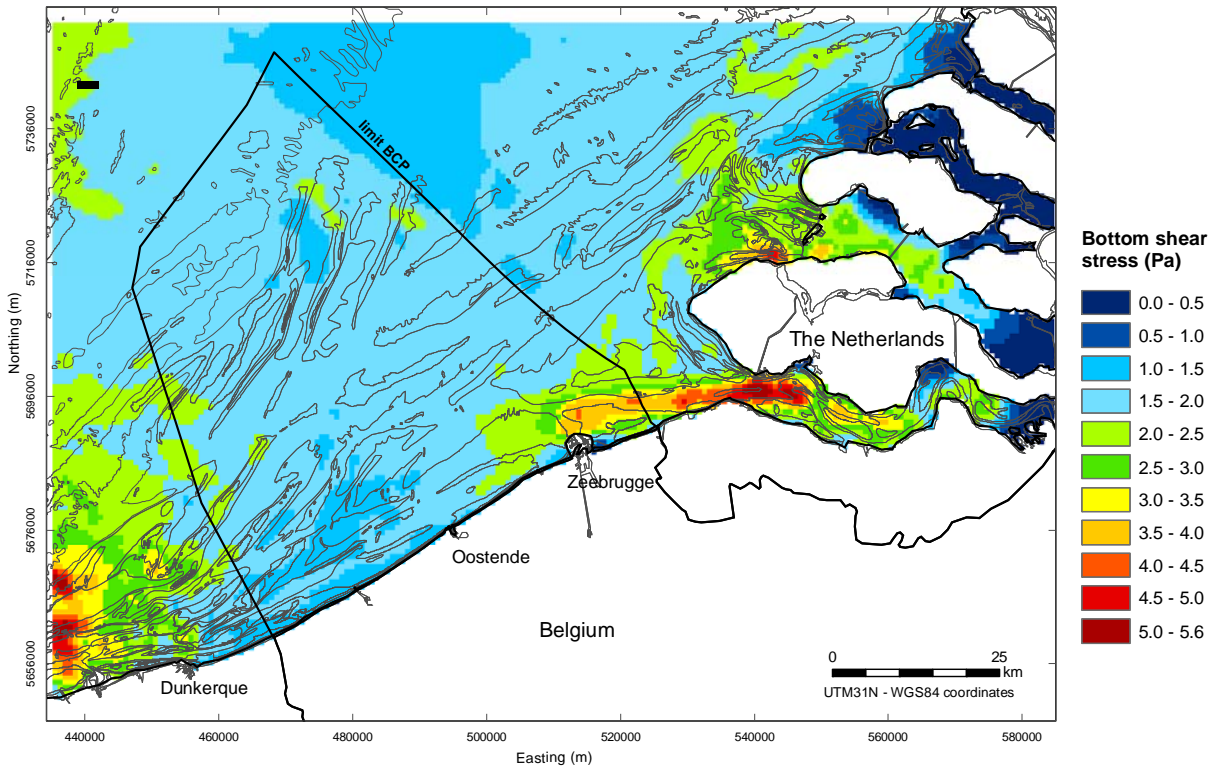 5736000
5716000
5696000
5676000
5656000
Northing (m)
limit BCP
The Netherlands
Zeebrugge
Oostende
Belgium
Dunkerque
0 25
km
UTM31N - WGS84 coordinates
440000 460000 480000 500000 520000 540000 560000 580000
Easting (m)
Bottom shear
stress (Pa)
0.0 - 0.5
0.5 - 1.0
1.0 - 1.5
1.5 - 2.0
2.0 - 2.5
2.5 - 3.0
3.0 - 3.5
3.5 - 4.0
4.0 - 4.5
4.5 - 5.0
5.0 - 5.6